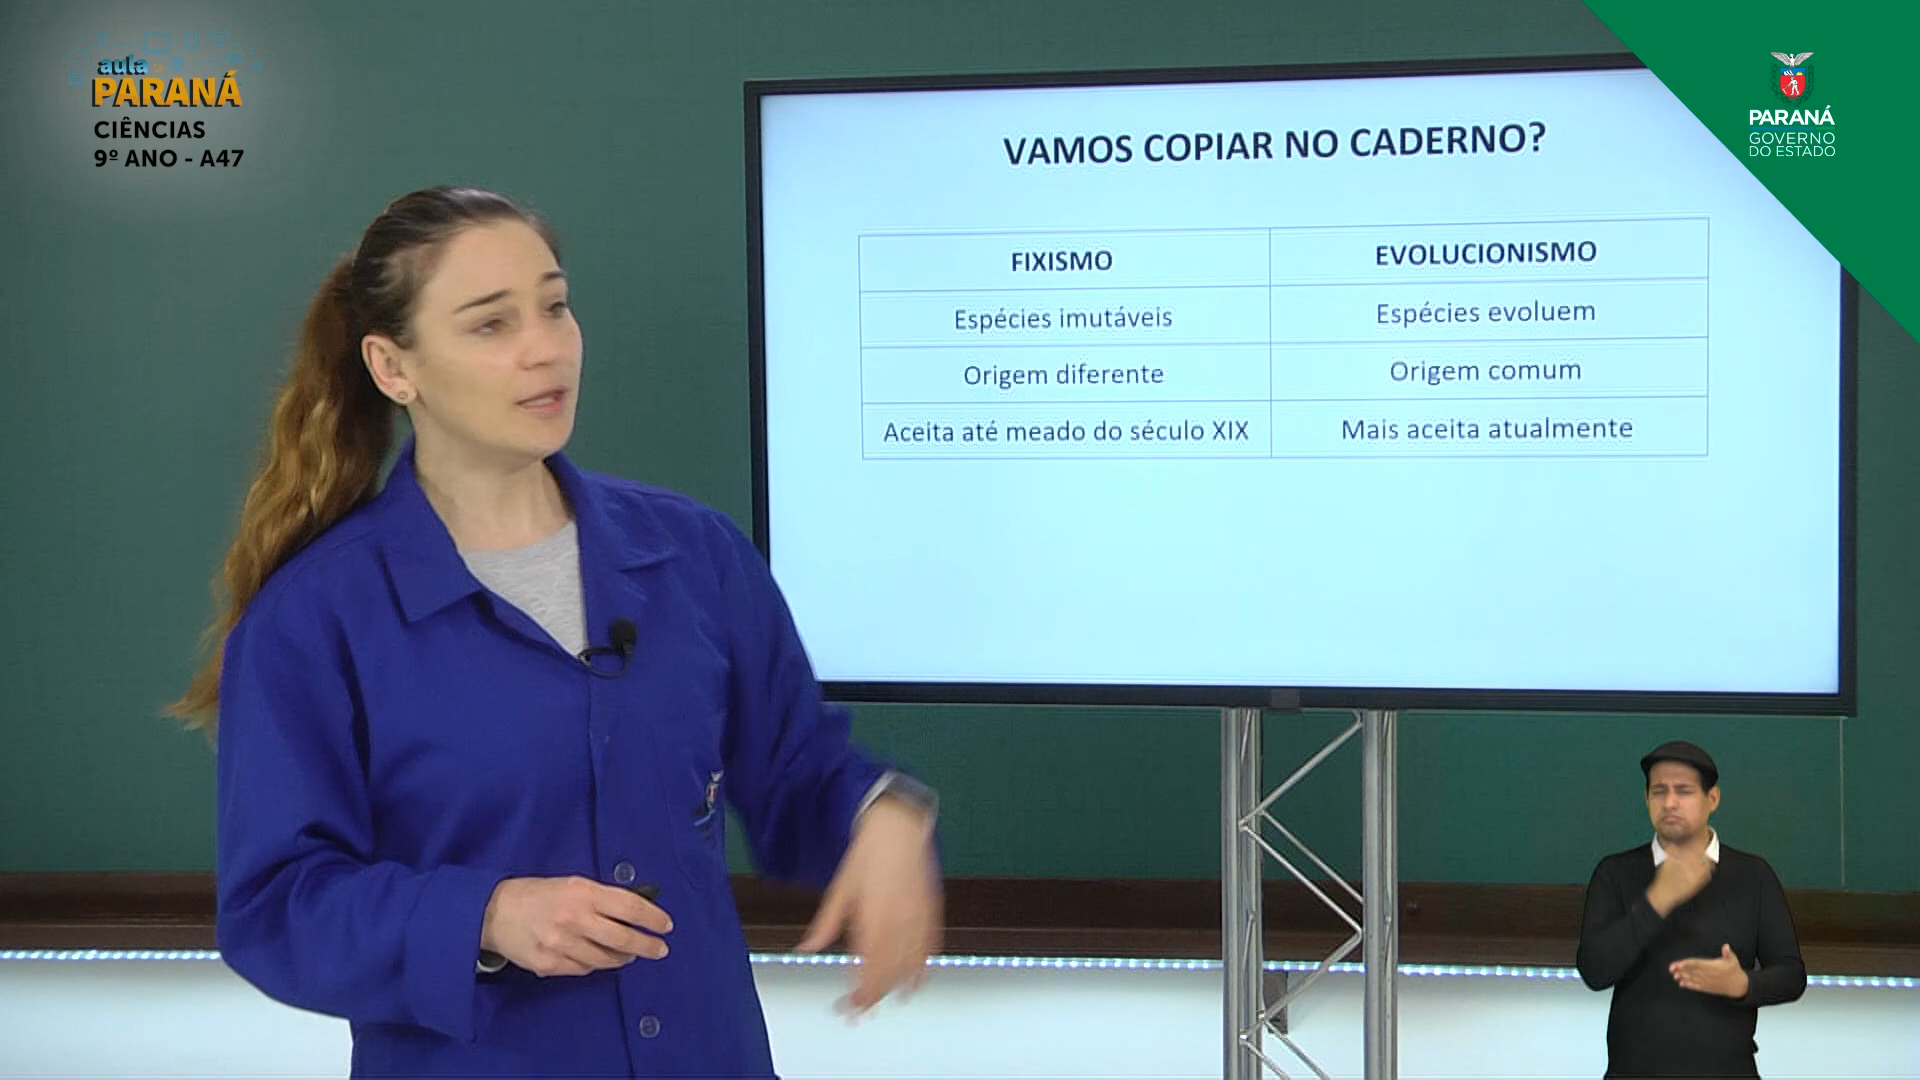 aula
PARANÁ
CIÊNCIAS
9º ANO - A47
VAMOS COPIAR NO CADERNO?
FIXISMO EVOLUCIONISMO
Espécies imutáveis Espécies evoluem
Origem diferente Origem comum
Aceita até meado do século XIX Mais aceita atualmente
PARANÁ
GOVERNO
DO ESTADO